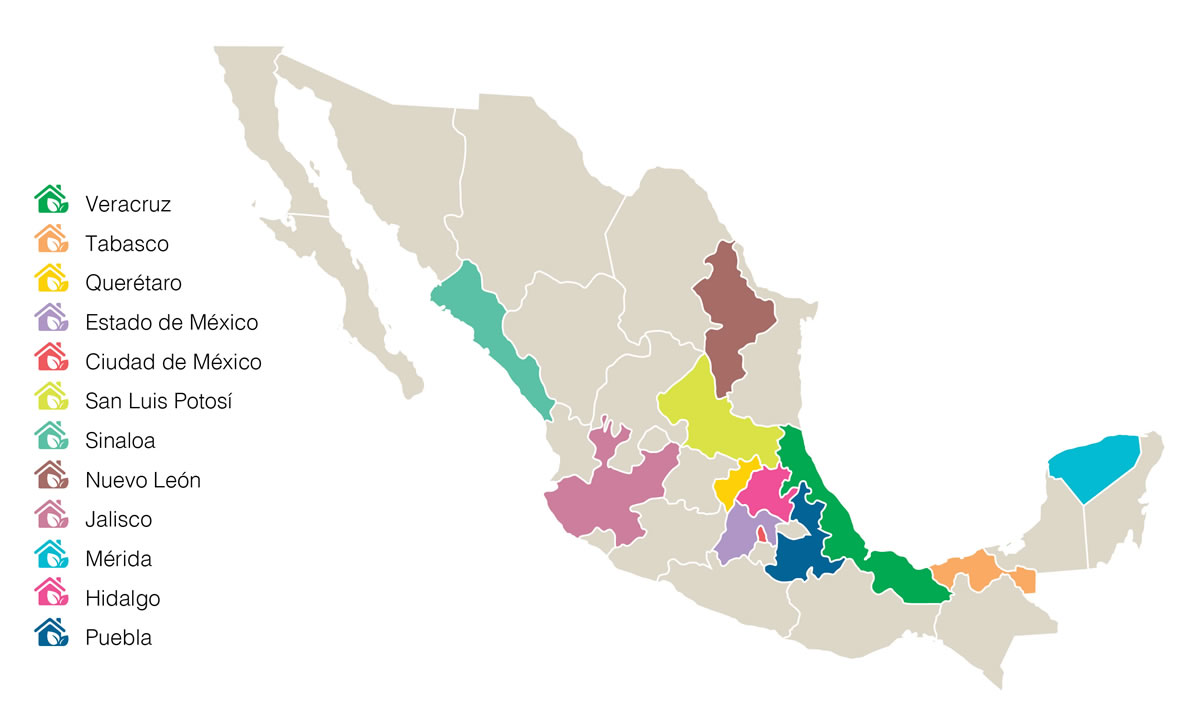 Veracruz
Tabasco
Querétaro
Estado de México
Ciudad de México
San Luis Potosí
Sinaloa
Nuevo León
Jalisco
Mérida
Hidalgo
Puebla